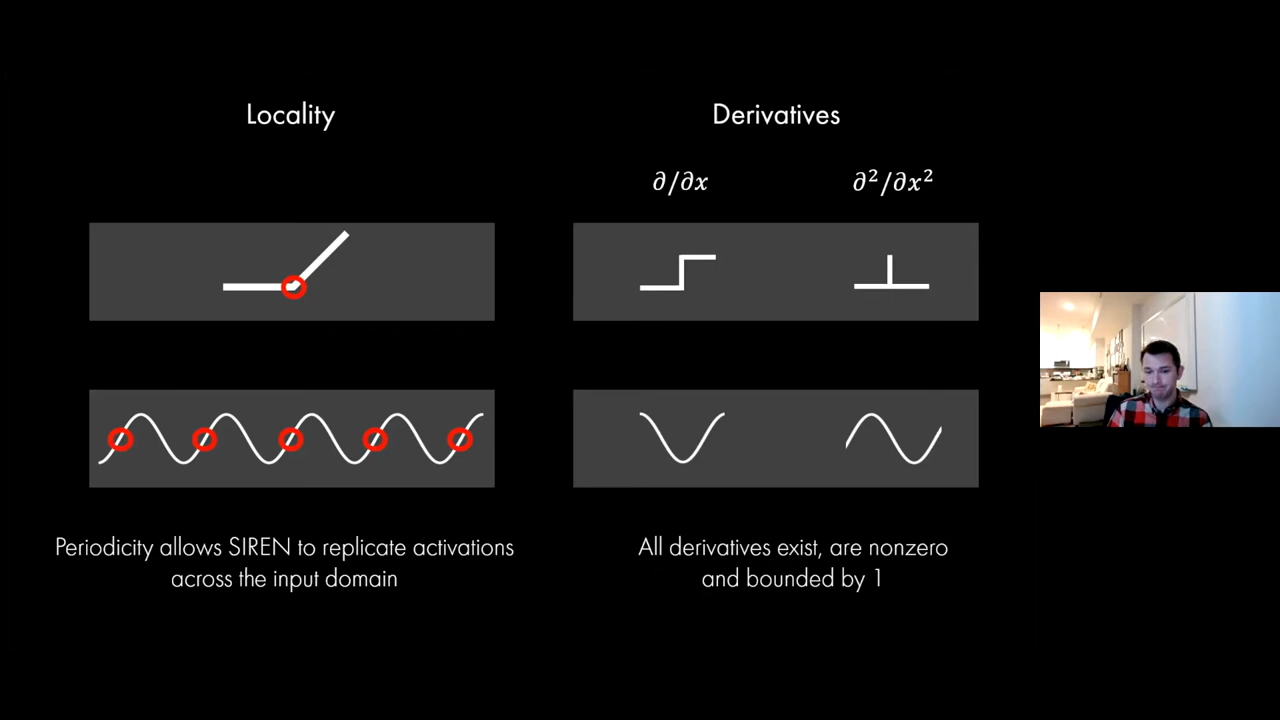 Locality
Derivatives
∂/∂x
∂²/∂x²
Periodicity allows SIREN to replicate activations
across the input domain
All derivatives exist, are nonzero
and bounded by 1